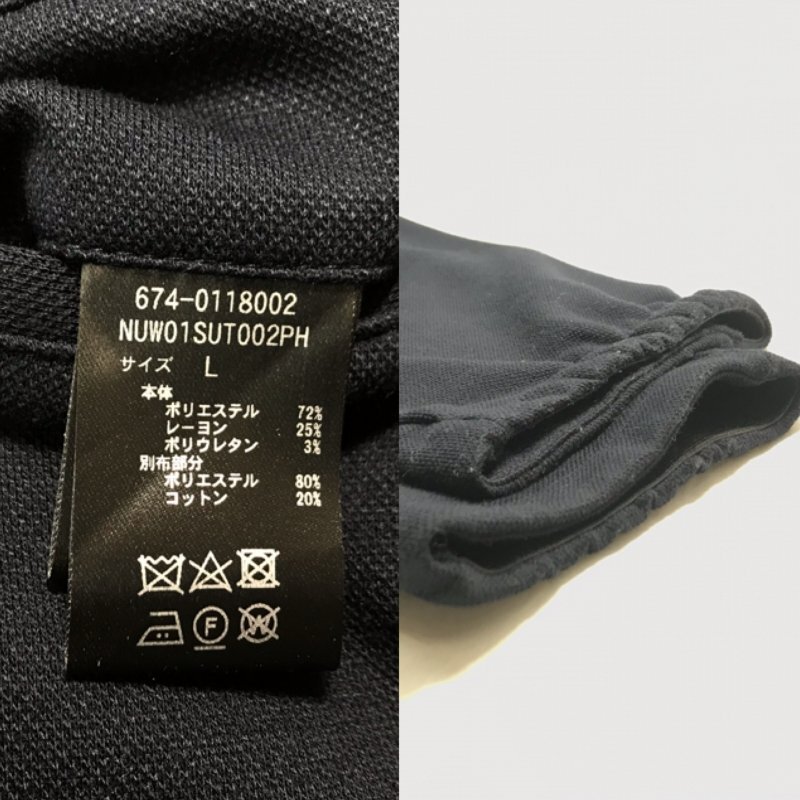 674-0118002
NUW01SUT002PH
サイズ L
本体
ポリエステル 72%
レーヨン 25%
ポリウレタン 3%
別布部分
ポリエステル 80%
コットン 20%
F
W